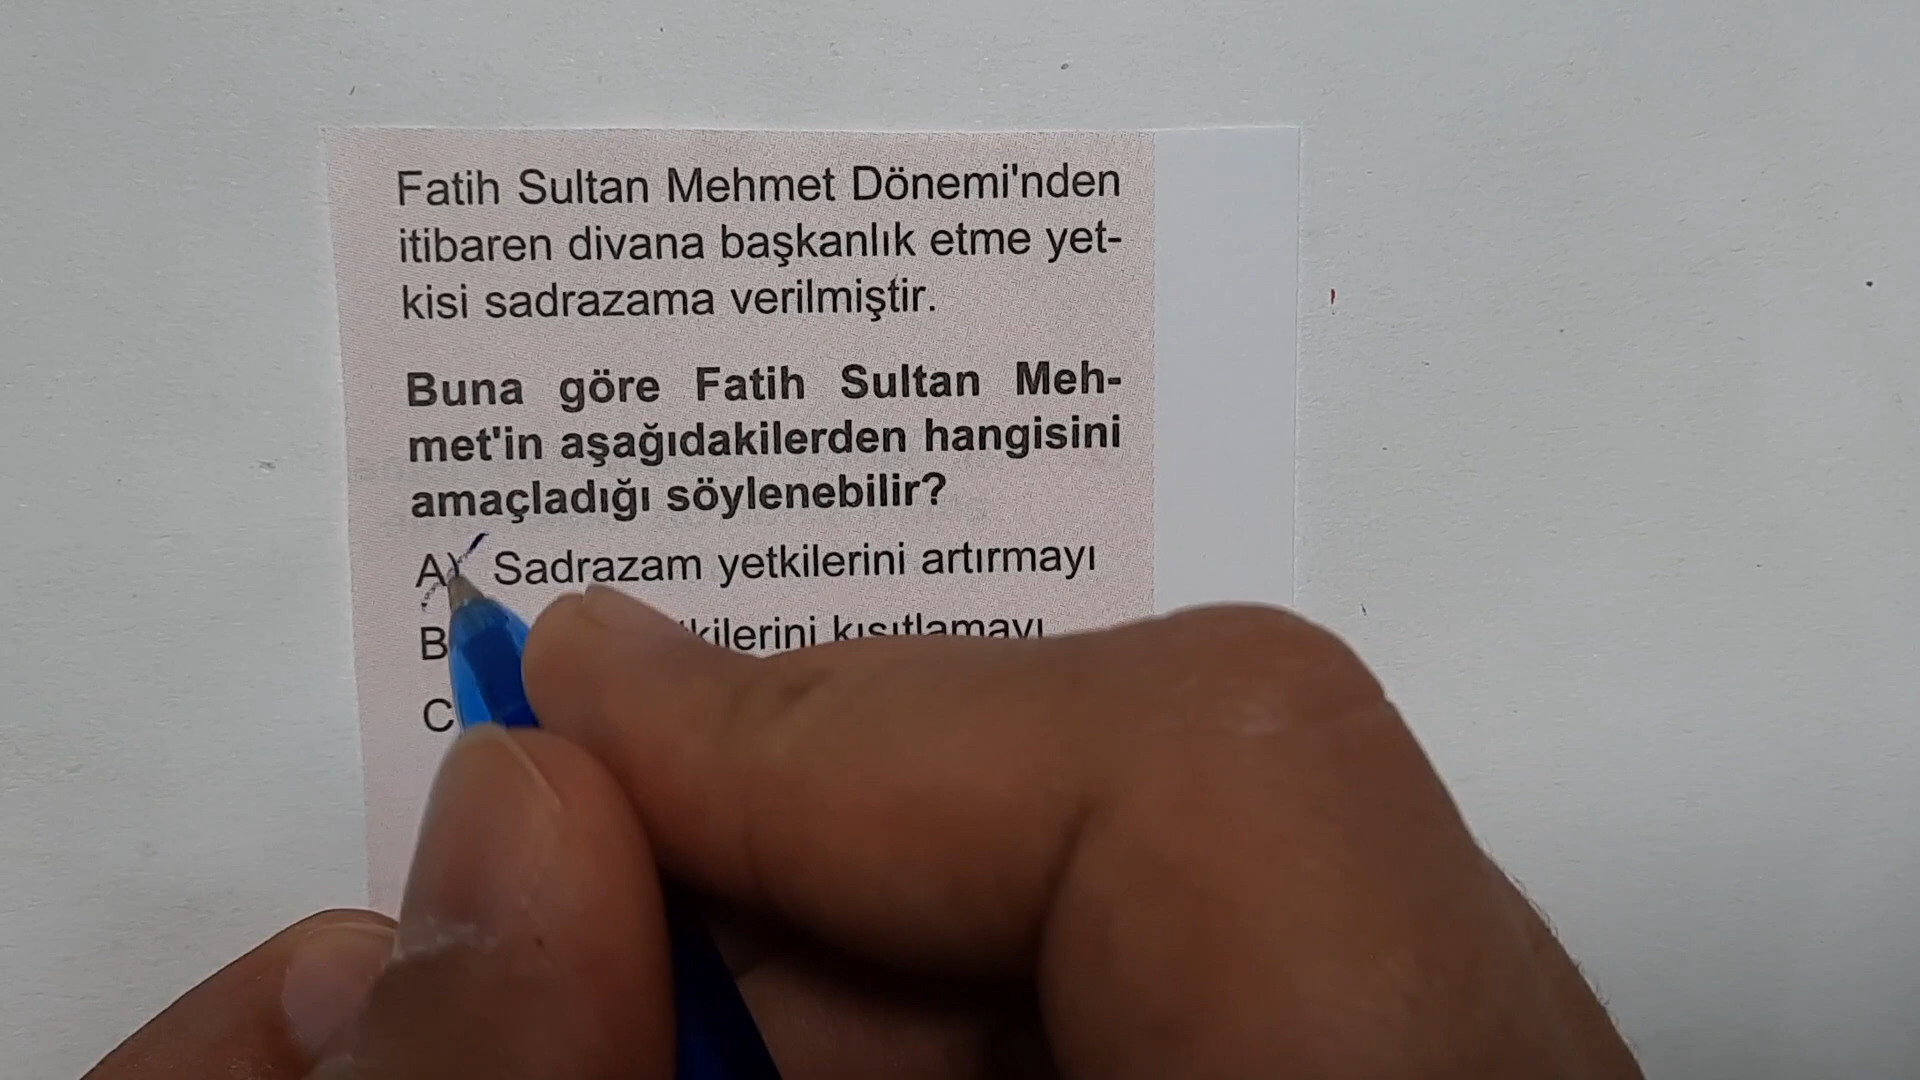 Fatih Sultan Mehmet Dönemi'nden
itibaren divana başkanlık etme yet-
kisi sadrazama verilmiştir.
Buna göre Fatih Sultan Meh-
met'in aşağıdakilerden hangisini
amaçladığı söylenebilir?
A) Sadrazam yetkilerini artırmayı
B kısıtlamayı
C